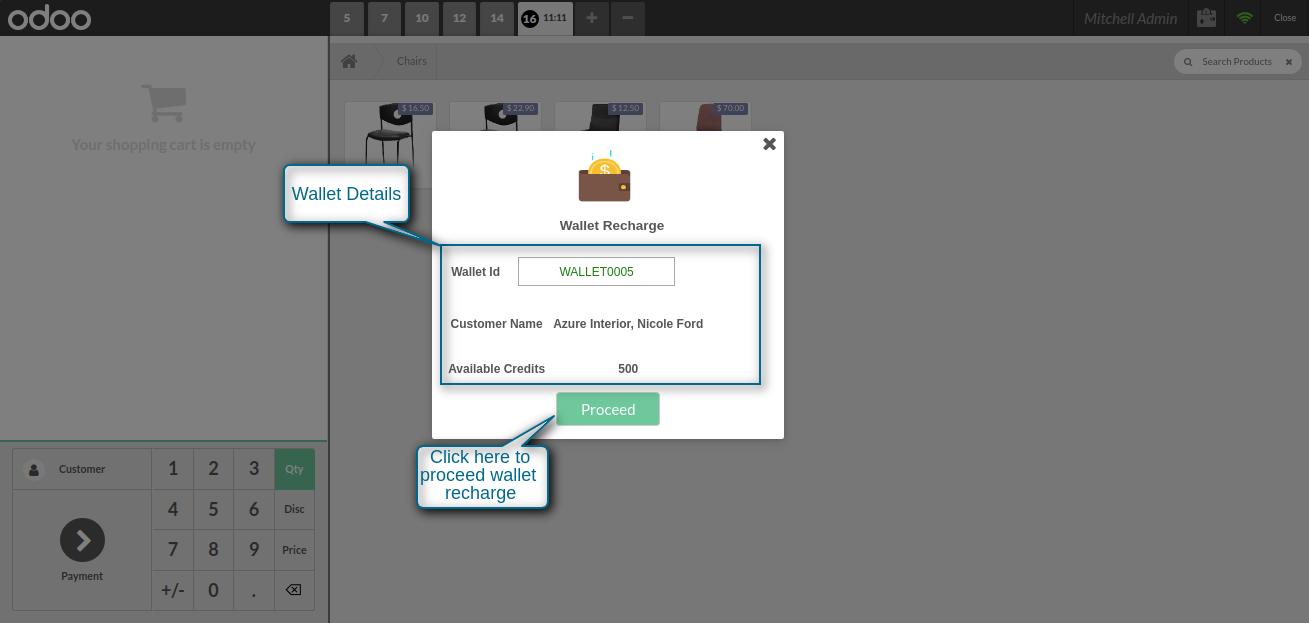 odoo
5
7
10
12
14
16 11:11
Mitchell Admin
Close
Chairs
Search Products
Your shopping cart is empty
$ 16.50
$ 22.90
$ 12.50
$ 70.00
$
Wallet Details
Wallet Recharge
Wallet Id WALLET0005
Customer Name Azure Interior, Nicole Ford
Available Credits 500
Proceed
Click here to
proceed wallet
recharge
Customer
1 2 3 Qty
4 5 6 Disc
7 8 9 Price
Payment
+/- 0 .